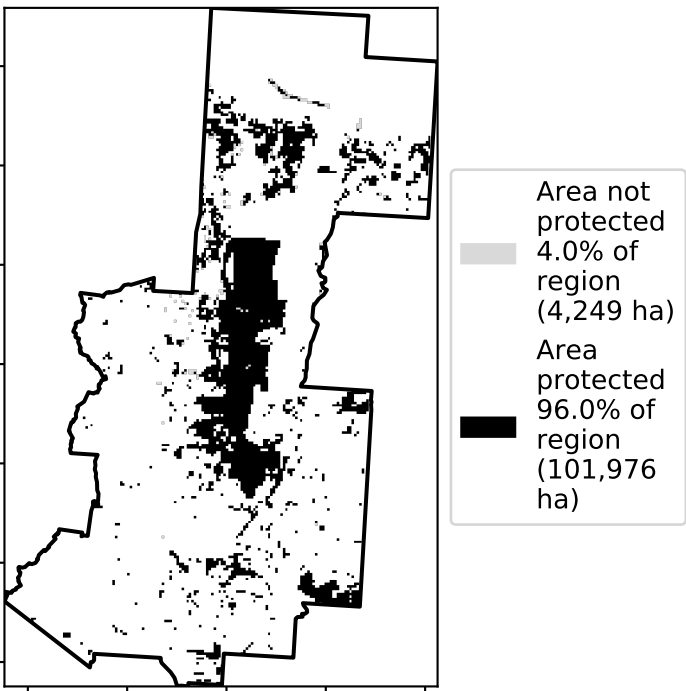 Area not
protected
4.0% of
region
(4,249 ha)
Area
protected
96.0% of
region
(101,976
ha)